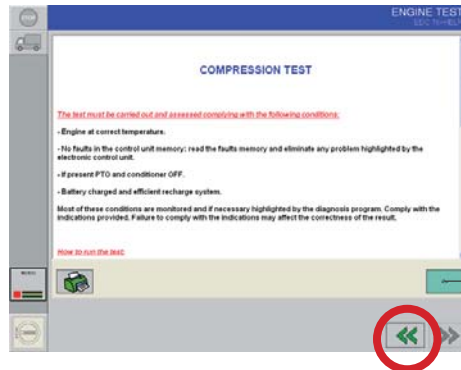 ENGINE TEST
COMPRESSION TEST
The test must be carried out and assessed complying with the following conditions:
- Engine at correct temperature.
- No faults in the control unit memory: read the faults memory and eliminate any problem highlighted by the
electronic control unit.
- If present PTO and conditioner OFF.
- Battery charged and efficient recharge system.
Most of these conditions are monitored and if necessary highlighted by the diagnosis program. Comply with the
indications provided. Failure to comply with the indications may affect the correctness of the result.
How to run the test: